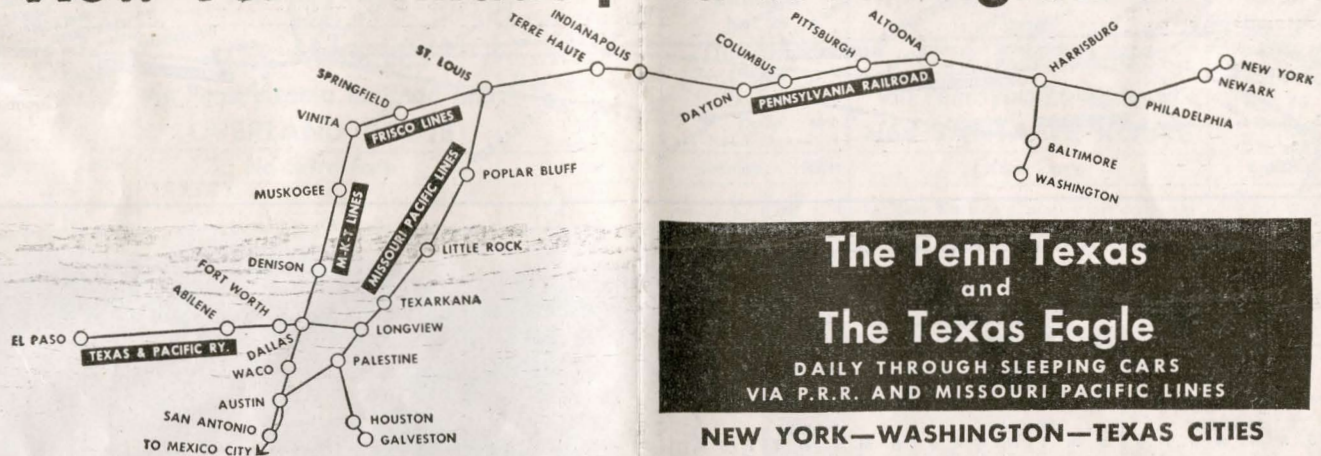 INDIANAPOLIS
TERRE HAUTE
ST. LOUIS
SPRINGFIELD
VINITA
FRISCO LINES
COLUMBUS
PITTSBURGH
ALTOONA
DAYTON
PENNSYLVANIA RAILROAD
HARRISBURG
NEW YORK
NEWARK
PHILADELPHIA
BALTIMORE
WASHINGTON
MUSKOGEE
M-K-T LINES
MISSOURI PACIFIC LINES
POPLAR BLUFF
LITTLE ROCK
DENISON
FORT WORTH
ABILENE
TEXARKANA
EL PASO
TEXAS & PACIFIC RY.
DALLAS
LONGVIEW
WACO
PALESTINE
AUSTIN
SAN ANTONIO
HOUSTON
GALVESTON
TO MEXICO CITY
The Penn Texas
and
The Texas Eagle
DAILY THROUGH SLEEPING CARS
VIA P.R.R. AND MISSOURI PACIFIC LINES
NEW YORK—WASHINGTON—TEXAS CITIES